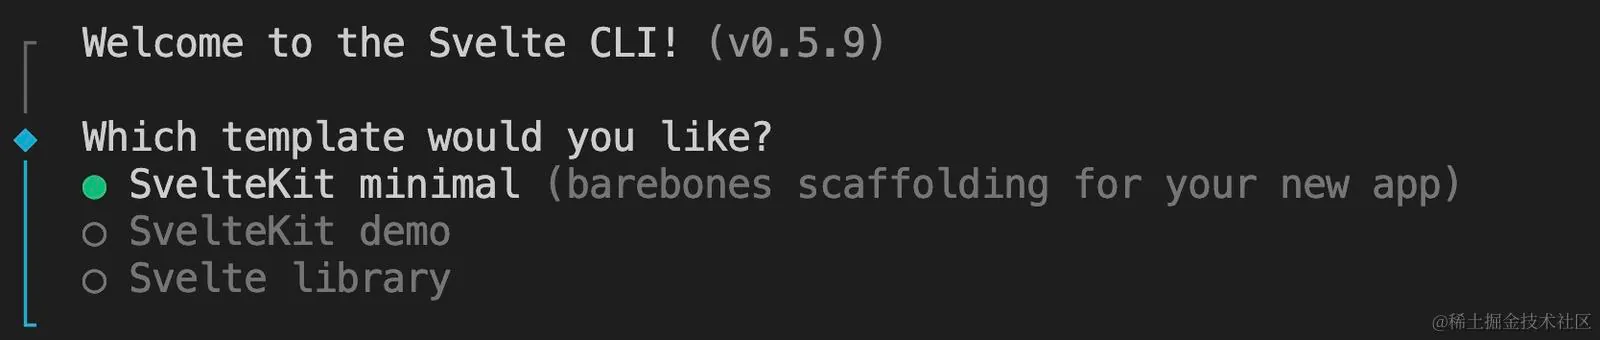 Welcome to the Svelte CLI! (v0.5.9)
Which template would you like?
SvelteKit minimal (barebones scaffolding for your new app)
SvelteKit demo
Svelte library
@稀土掘金技术社区